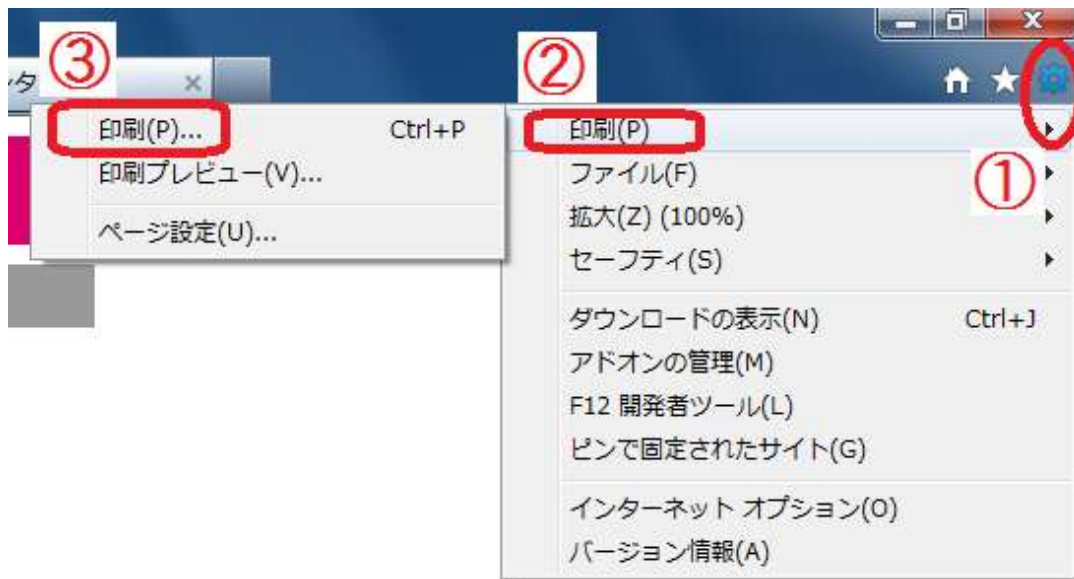 ③
②
ンタ
印刷(P)... Ctrl+P
印刷プレビュー(V)...
ページ設定(U)...
印刷(P)
①
ファイル(F)
拡大(Z) (100%)
セーフティ(S)
ダウンロードの表示(N) Ctrl+J
アドオンの管理(M)
F12 開発者ツール(L)
ピンで固定されたサイト(G)
インターネット オプション(O)
バージョン情報(A)